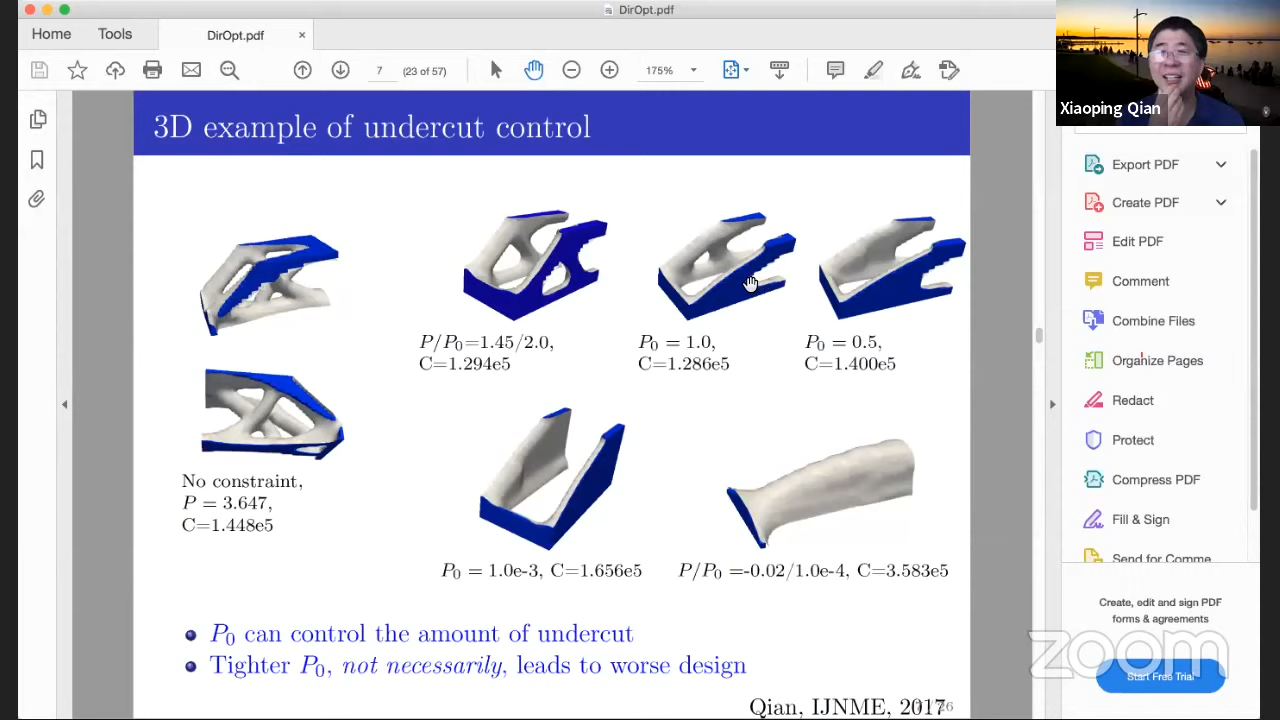 DirOpt.pdf
Home
Tools
DirOpt.pdf
×
7
(23 of 57)
175%
Xiaoping Qian
3D example of undercut control
P/P₀=1.45/2.0,
C=1.294e5
P₀ = 1.0,
C=1.286e5
P₀ = 0.5,
C=1.400e5
No constraint,
P = 3.647,
C=1.448e5
P₀ = 1.0e-3, C=1.656e5
P/P₀ =-0.02/1.0e-4, C=3.583e5
P₀ can control the amount of undercut
Tighter P₀, not necessarily, leads to worse design
Qian, IJNME, 2017
Export PDF
Create PDF
Edit PDF
Comment
Combine Files
Organize Pages
Redact
Protect
Compress PDF
Fill & Sign
Send for Comme
Create, edit and sign PDF
forms & agreements
Start Free Trial
zoom